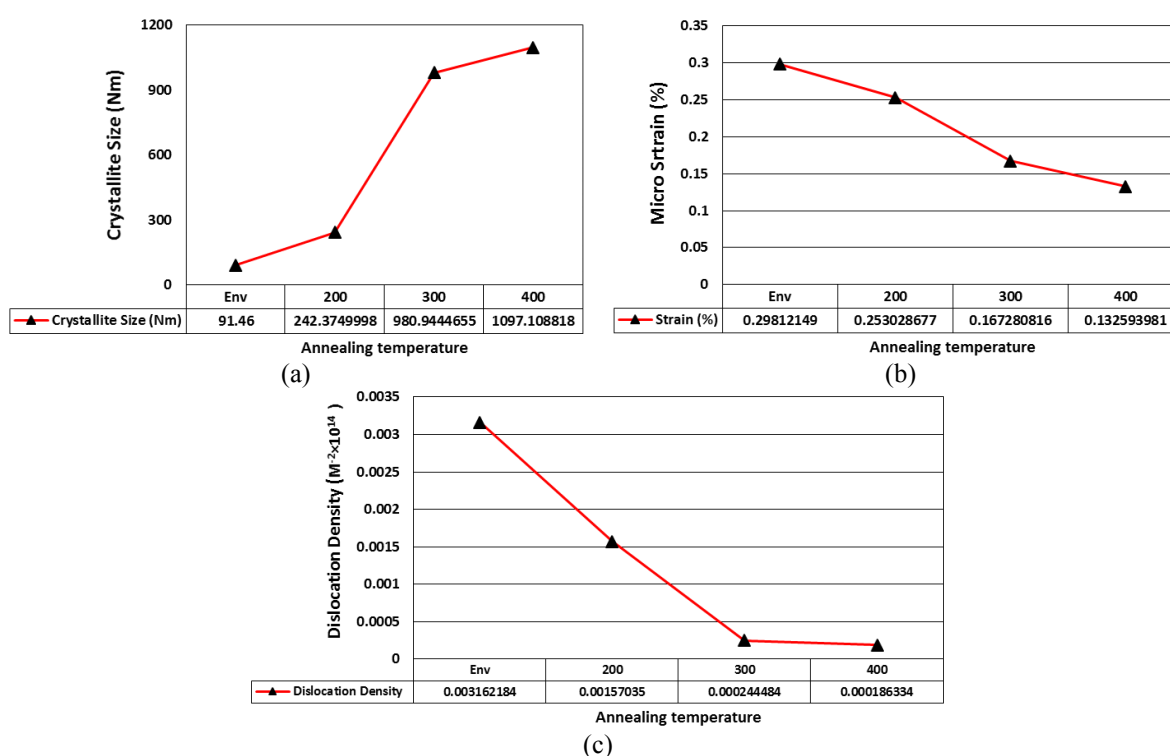 1200
900
600
300
0
Crystallite Size (Nm)
Env 200 300 400
Crystallite Size (Nm) 91.46 242.3749998 980.9444655 1097.108818
Annealing temperature
(a)
0.35
0.3
0.25
0.2
0.15
0.1
0.05
0
Micro Srtrain (%)
Env 200 300 400
Strain (%) 0.29812149 0.253028677 0.167280816 0.132593981
Annealing temperature
(b)
0.0035
0.003
0.0025
0.002
0.0015
0.001
0.0005
0
Dislocation Density (M⁻²×10¹⁴ )
Env 200 300 400
Dislocation Density 0.003162184 0.00157035 0.000244484 0.000186334
Annealing temperature
(c)